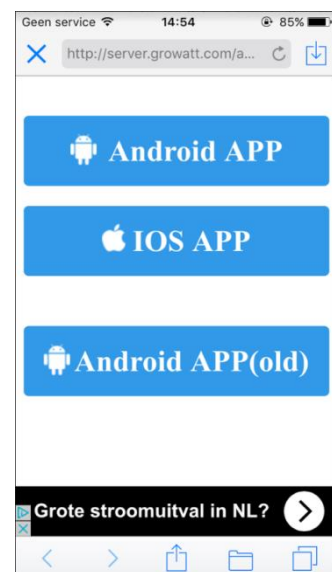 Geen service 14:54 85%
http://server.growatt.com/a...
Android APP
IOS APP
Android APP(old)
Grote stroomuitval in NL?